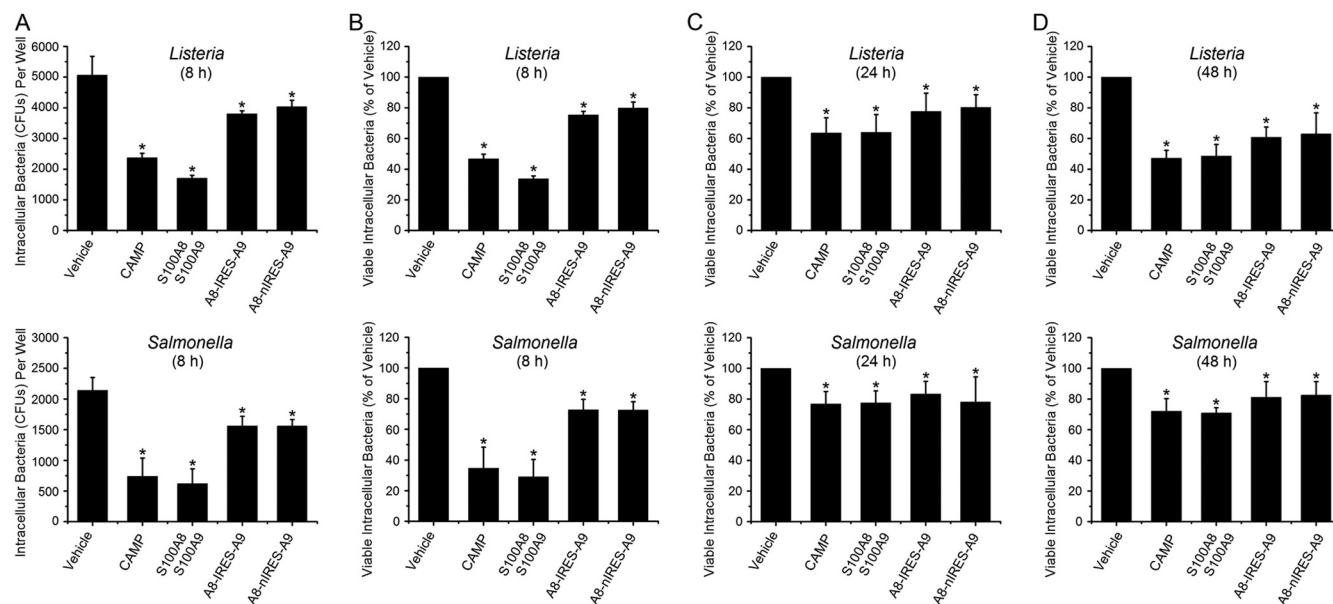 A
Listeria
(8 h)
Intracellular Bacteria (CFUs) Per Well
6000
5000
4000
3000
2000
1000
0
*
*
*
*
Vehicle
CAMP
S100A8
S100A9
A8-IRES-A9
A8-nIRES-A9
B
Listeria
(8 h)
Viable Intracellular Bacteria (% of Vehicle)
120
100
80
60
40
20
0
*
*
*
*
Vehicle
CAMP
S100A8
S100A9
A8-IRES-A9
A8-nIRES-A9
C
Listeria
(24 h)
Viable Intracellular Bacteria (% of Vehicle)
120
100
80
60
40
20
0
*
*
*
*
Vehicle
CAMP
S100A8
S100A9
A8-IRES-A9
A8-nIRES-A9
D
Listeria
(48 h)
Viable Intracellular Bacteria (% of Vehicle)
120
100
80
60
40
20
0
*
*
*
*
Vehicle
CAMP
S100A8
S100A9
A8-IRES-A9
A8-nIRES-A9
Salmonella
(8 h)
Intracellular Bacteria (CFUs) Per Well
3000
2500
2000
1500
1000
500
0
*
*
*
*
Vehicle
CAMP
S100A8
S100A9
A8-IRES-A9
A8-nIRES-A9
Salmonella
(8 h)
Viable Intracellular Bacteria (% of Vehicle)
120
100
80
60
40
20
0
*
*
*
*
Vehicle
CAMP
S100A8
S100A9
A8-IRES-A9
A8-nIRES-A9
Salmonella
(24 h)
Viable Intracellular Bacteria (% of Vehicle)
120
100
80
60
40
20
0
*
*
*
*
Vehicle
CAMP
S100A8
S100A9
A8-IRES-A9
A8-nIRES-A9
Salmonella
(48 h)
Viable Intracellular Bacteria (% of Vehicle)
120
100
80
60
40
20
0
*
*
*
*
Vehicle
CAMP
S100A8
S100A9
A8-IRES-A9
A8-nIRES-A9